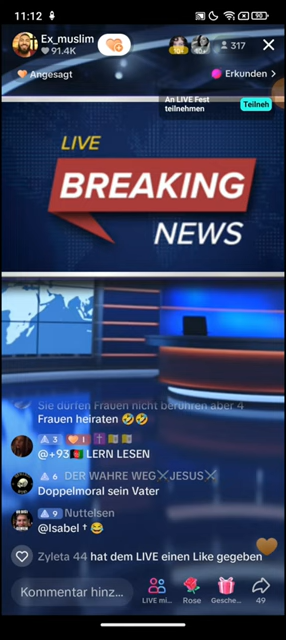 11:12
90
Ex_muslim
91.4K
317
Angesagt
Erkunden >
An LIVE Fest
teilnehmen
Teilneh
LIVE
BREAKING
NEWS
Sie dürfen Frauen nicht berühren aber 4
Frauen heiraten 🤣🤣
3 1
@+93🇦🇫 LERN LESEN
6 DER WAHRE WEG⚔JESUS⚔
Doppelmoral sein Vater
9 Nuttelsen
@Isabel † 😂
Zyleta 44 hat dem LIVE einen Like gegeben
Kommentar hinz...
LIVE mi...
Rose
Gesche...
49